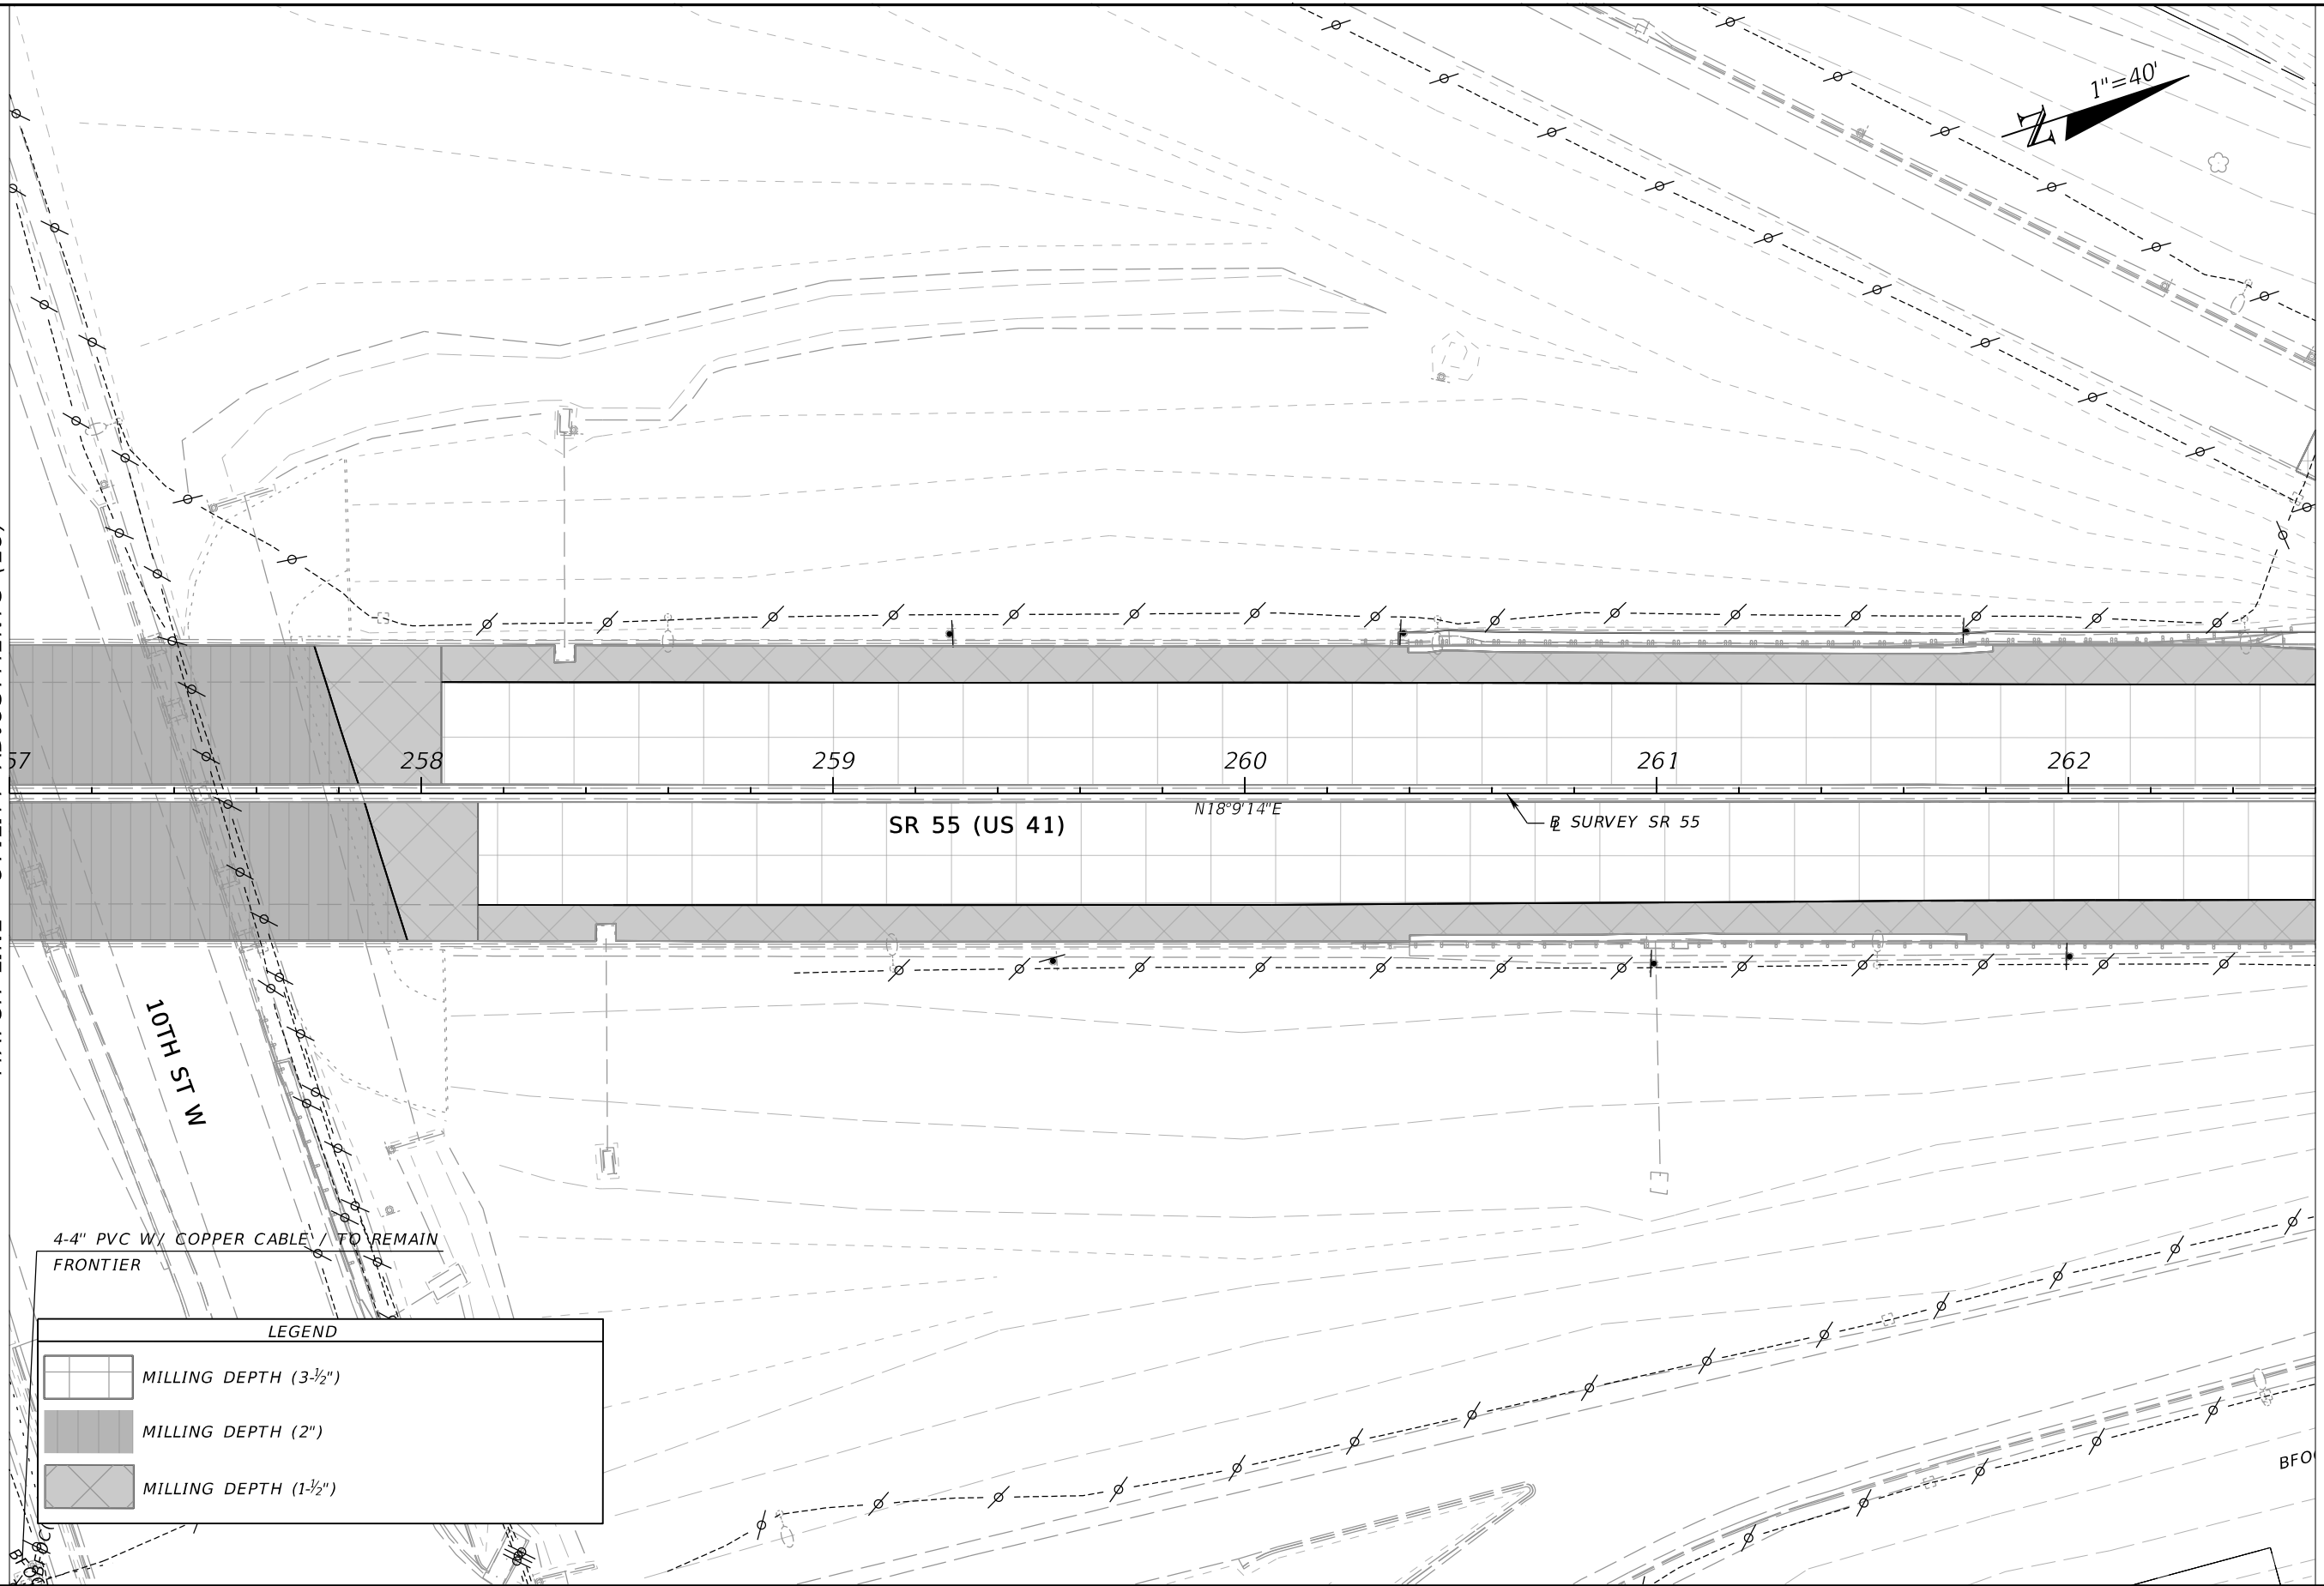 1"=40'
N
57
258
259
260
261
262
N18°9'14"E
SR 55 (US 41)
℄ SURVEY SR 55
10TH ST W
4-4" PVC W/ COPPER CABLE / TO REMAIN
FRONTIER
LEGEND
MILLING DEPTH (3-½")
MILLING DEPTH (2")
MILLING DEPTH (1-½")
BFO